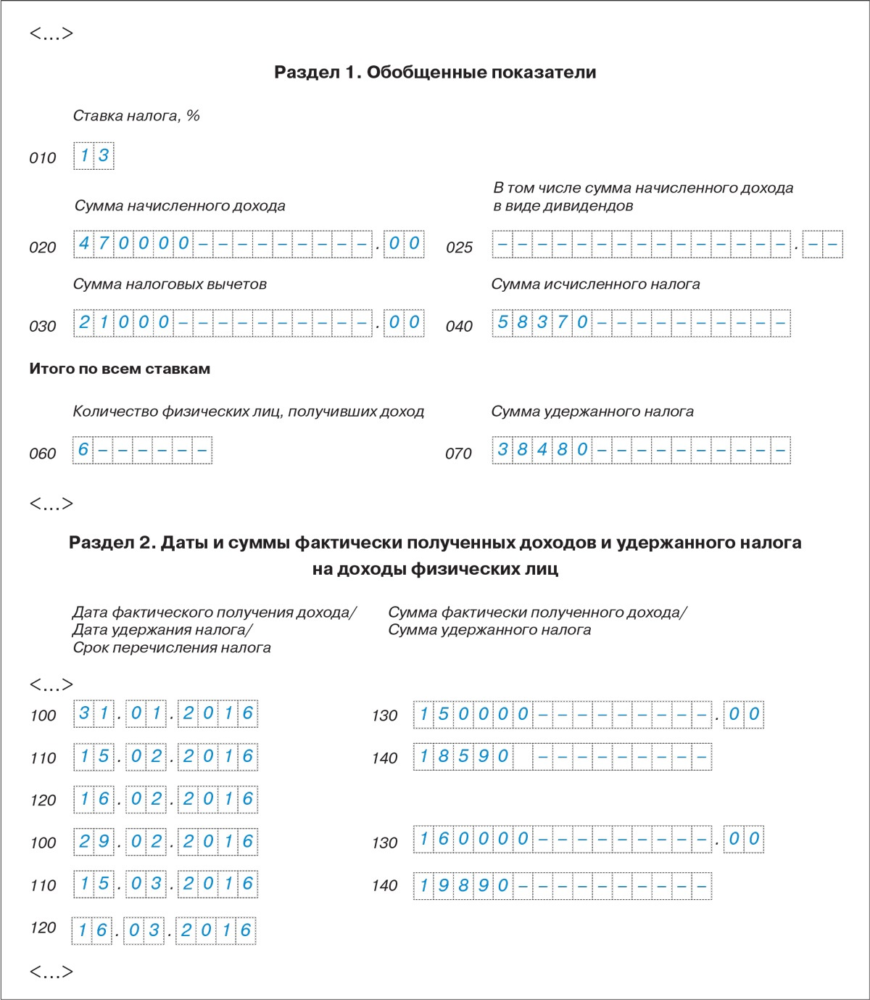 <...>
Раздел 1. Обобщенные показатели
Ставка налога, %
010 13
Сумма начисленного дохода
В том числе сумма начисленного дохода
в виде дивидендов
020 470000–––––––––.00
025 –––––––––––––––.––
Сумма налоговых вычетов
Сумма исчисленного налога
030 21000––––––––––.00
040 58370––––––––––
Итого по всем ставкам
Количество физических лиц, получивших доход
Сумма удержанного налога
060 6––––––
070 38480––––––––––
<...>
Раздел 2. Даты и суммы фактически полученных доходов и удержанного налога
на доходы физических лиц
Дата фактического получения дохода/
Дата удержания налога/
Срок перечисления налога
Сумма фактически полученного дохода/
Сумма удержанного налога
<...>
100 31.01.2016
130 150000–––––––––.00
110 15.02.2016
140 18590 –––––––––
120 16.02.2016
100 29.02.2016
130 160000–––––––––.00
110 15.03.2016
140 19890––––––––––
120 16.03.2016
<...>